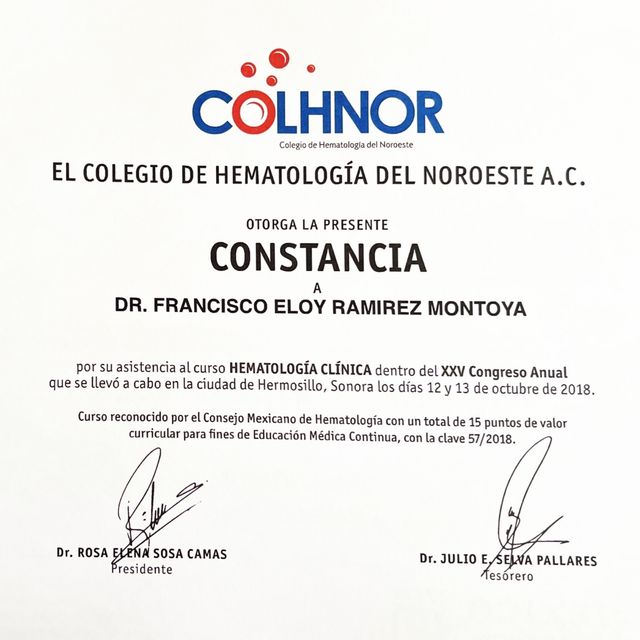 COLHNOR
Colegio de Hematología del Noroeste
EL COLEGIO DE HEMATOLOGÍA DEL NOROESTE A.C.
OTORGA LA PRESENTE
CONSTANCIA
A
DR. FRANCISCO ELOY RAMIREZ MONTOYA
por su asistencia al curso HEMATOLOGÍA CLÍNICA dentro del XXV Congreso Anual
que se llevó a cabo en la ciudad de Hermosillo, Sonora los días 12 y 13 de octubre de 2018.
Curso reconocido por el Consejo Mexicano de Hematología con un total de 15 puntos de valor
curricular para fines de Educación Médica Continua, con la clave 57/2018.
Dr. ROSA ELENA SOSA CAMAS
Presidente
Dr. JULIO E. SELVA PALLARES
Tesorero